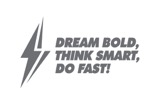 DREAM BOLD,
THINK SMART,
DO FAST!